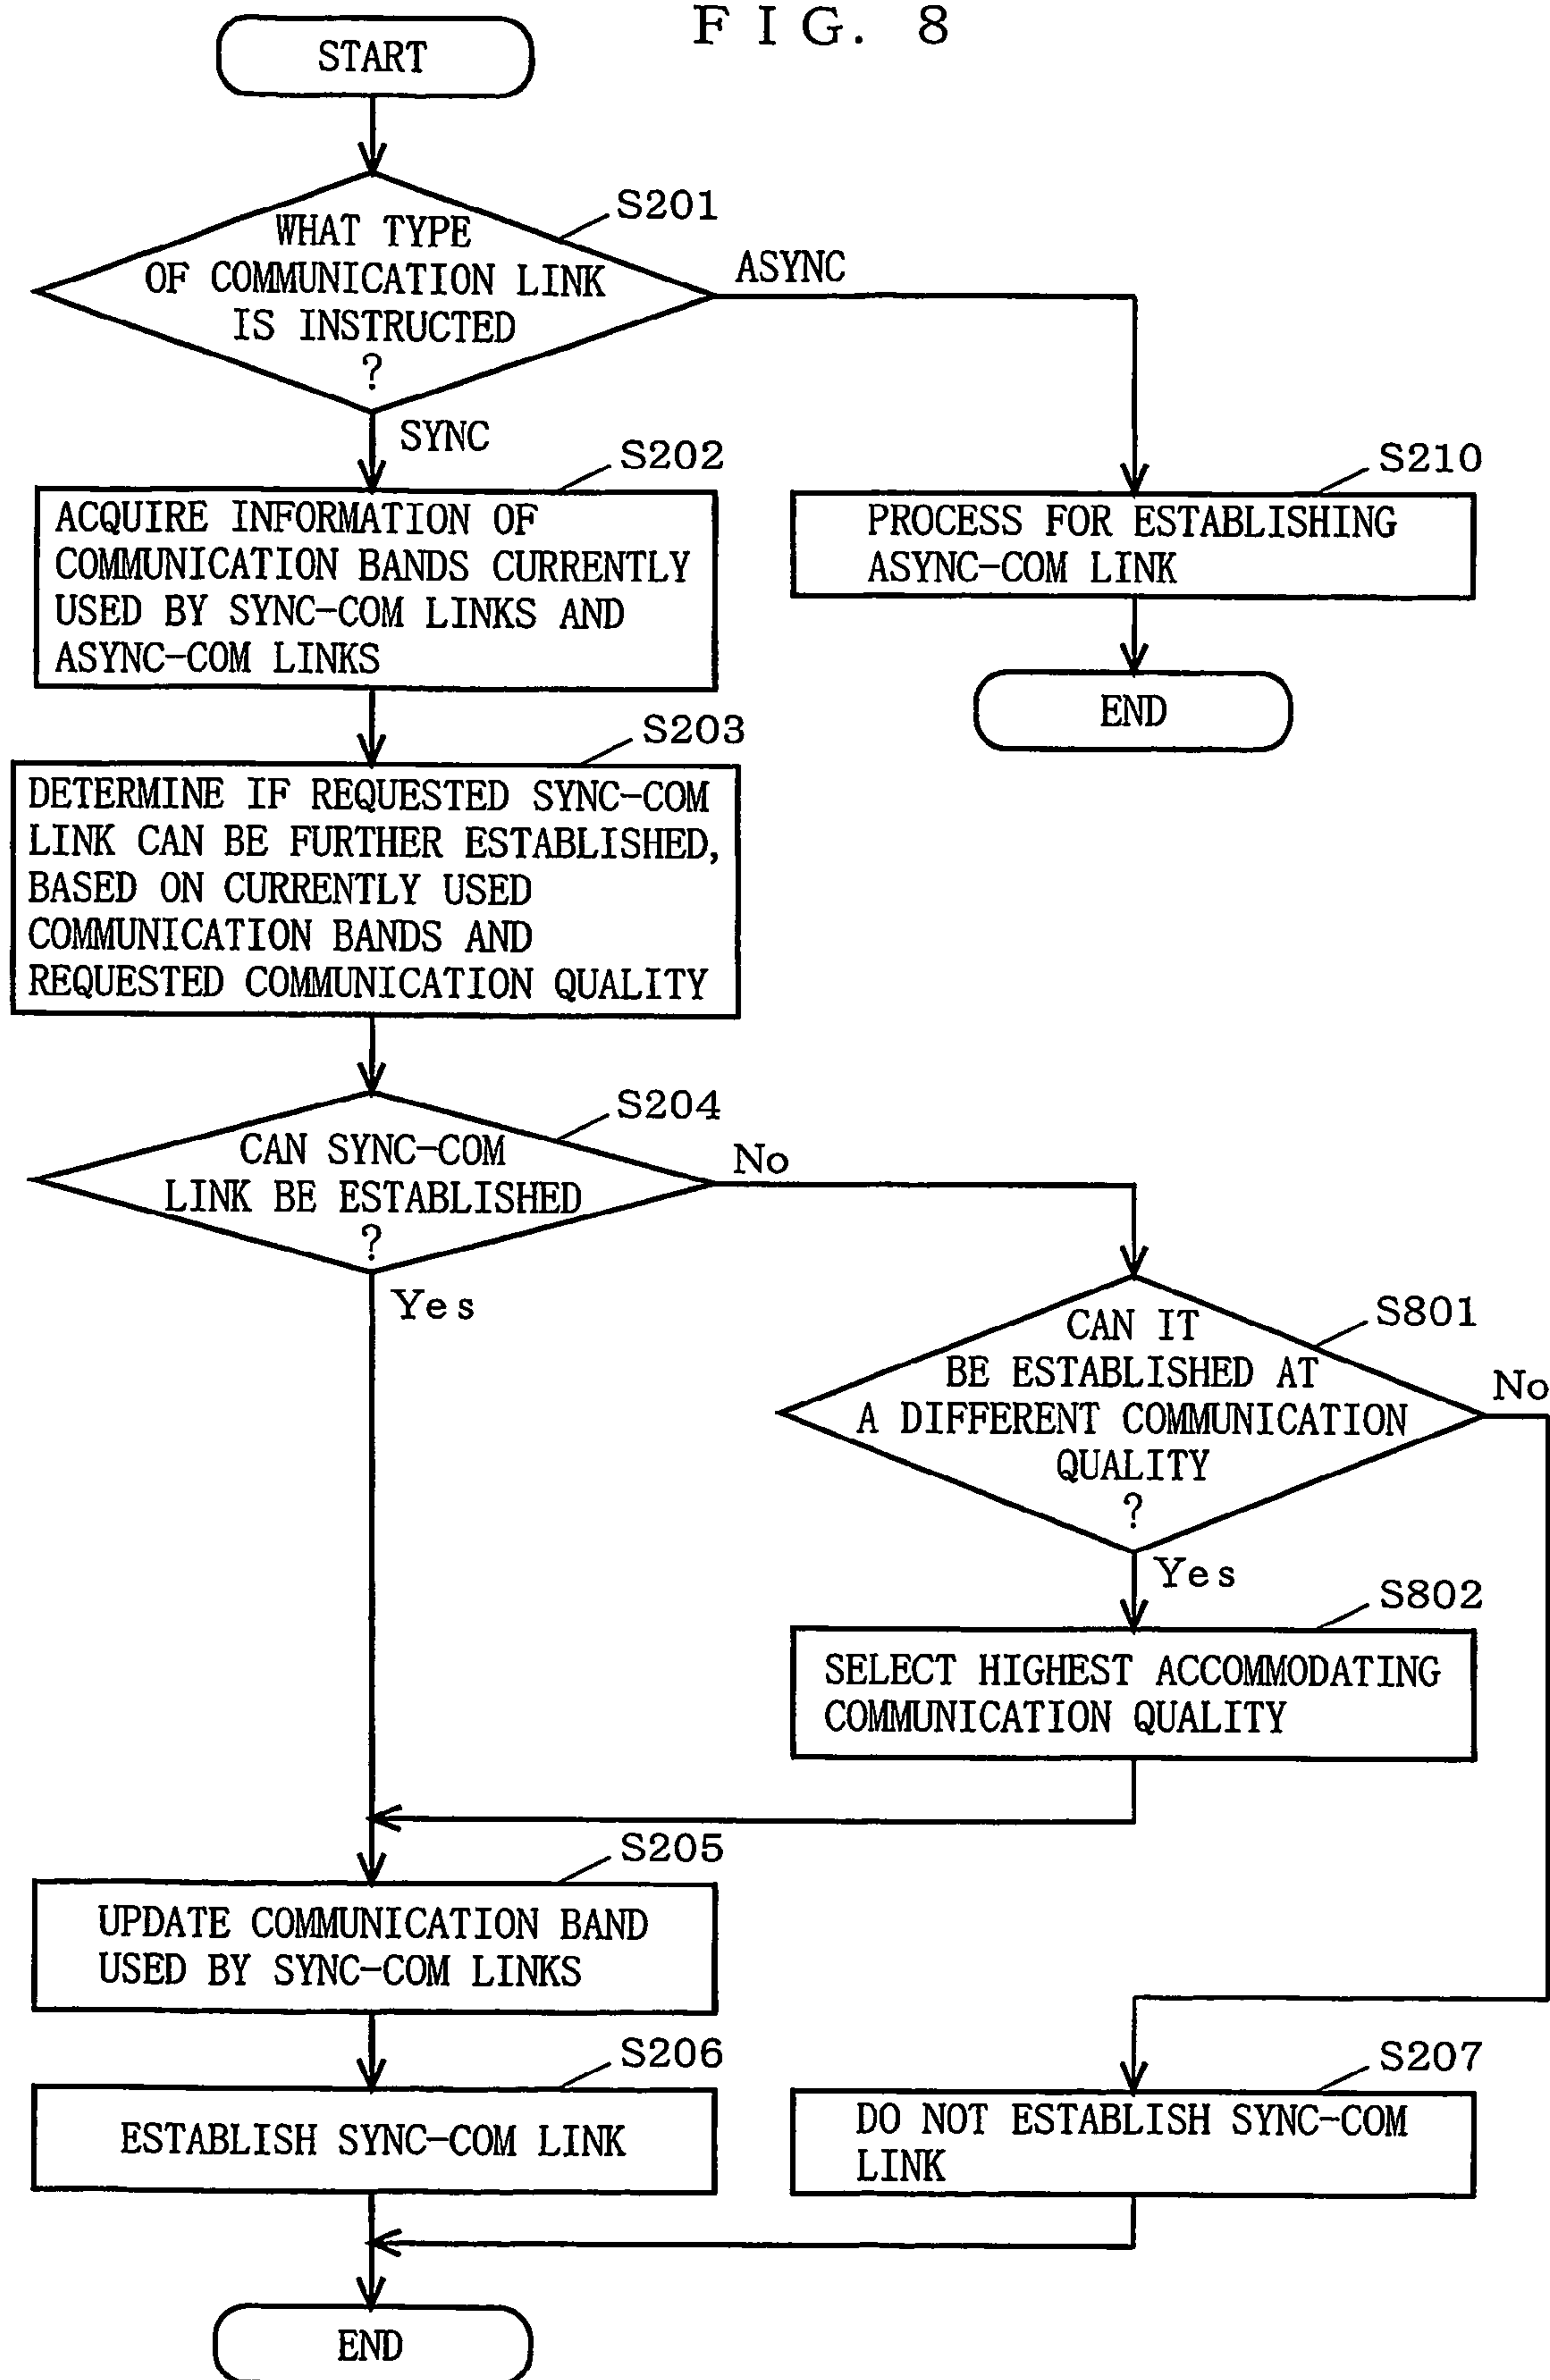 FIG. 8
START
S201
WHAT TYPE
OF COMMUNICATION LINK
IS INSTRUCTED
?
ASYNC
SYNC
S202
ACQUIRE INFORMATION OF
COMMUNICATION BANDS CURRENTLY
USED BY SYNC-COM LINKS AND
ASYNC-COM LINKS
S210
PROCESS FOR ESTABLISHING
ASYNC-COM LINK
END
S203
DETERMINE IF REQUESTED SYNC-COM
LINK CAN BE FURTHER ESTABLISHED,
BASED ON CURRENTLY USED
COMMUNICATION BANDS AND
REQUESTED COMMUNICATION QUALITY
S204
CAN SYNC-COM
LINK BE ESTABLISHED
?
No
Yes
S801
CAN IT
BE ESTABLISHED AT
A DIFFERENT COMMUNICATION
QUALITY
?
No
Yes
S802
SELECT HIGHEST ACCOMMODATING
COMMUNICATION QUALITY
S205
UPDATE COMMUNICATION BAND
USED BY SYNC-COM LINKS
S206
ESTABLISH SYNC-COM LINK
S207
DO NOT ESTABLISH SYNC-COM
LINK
END